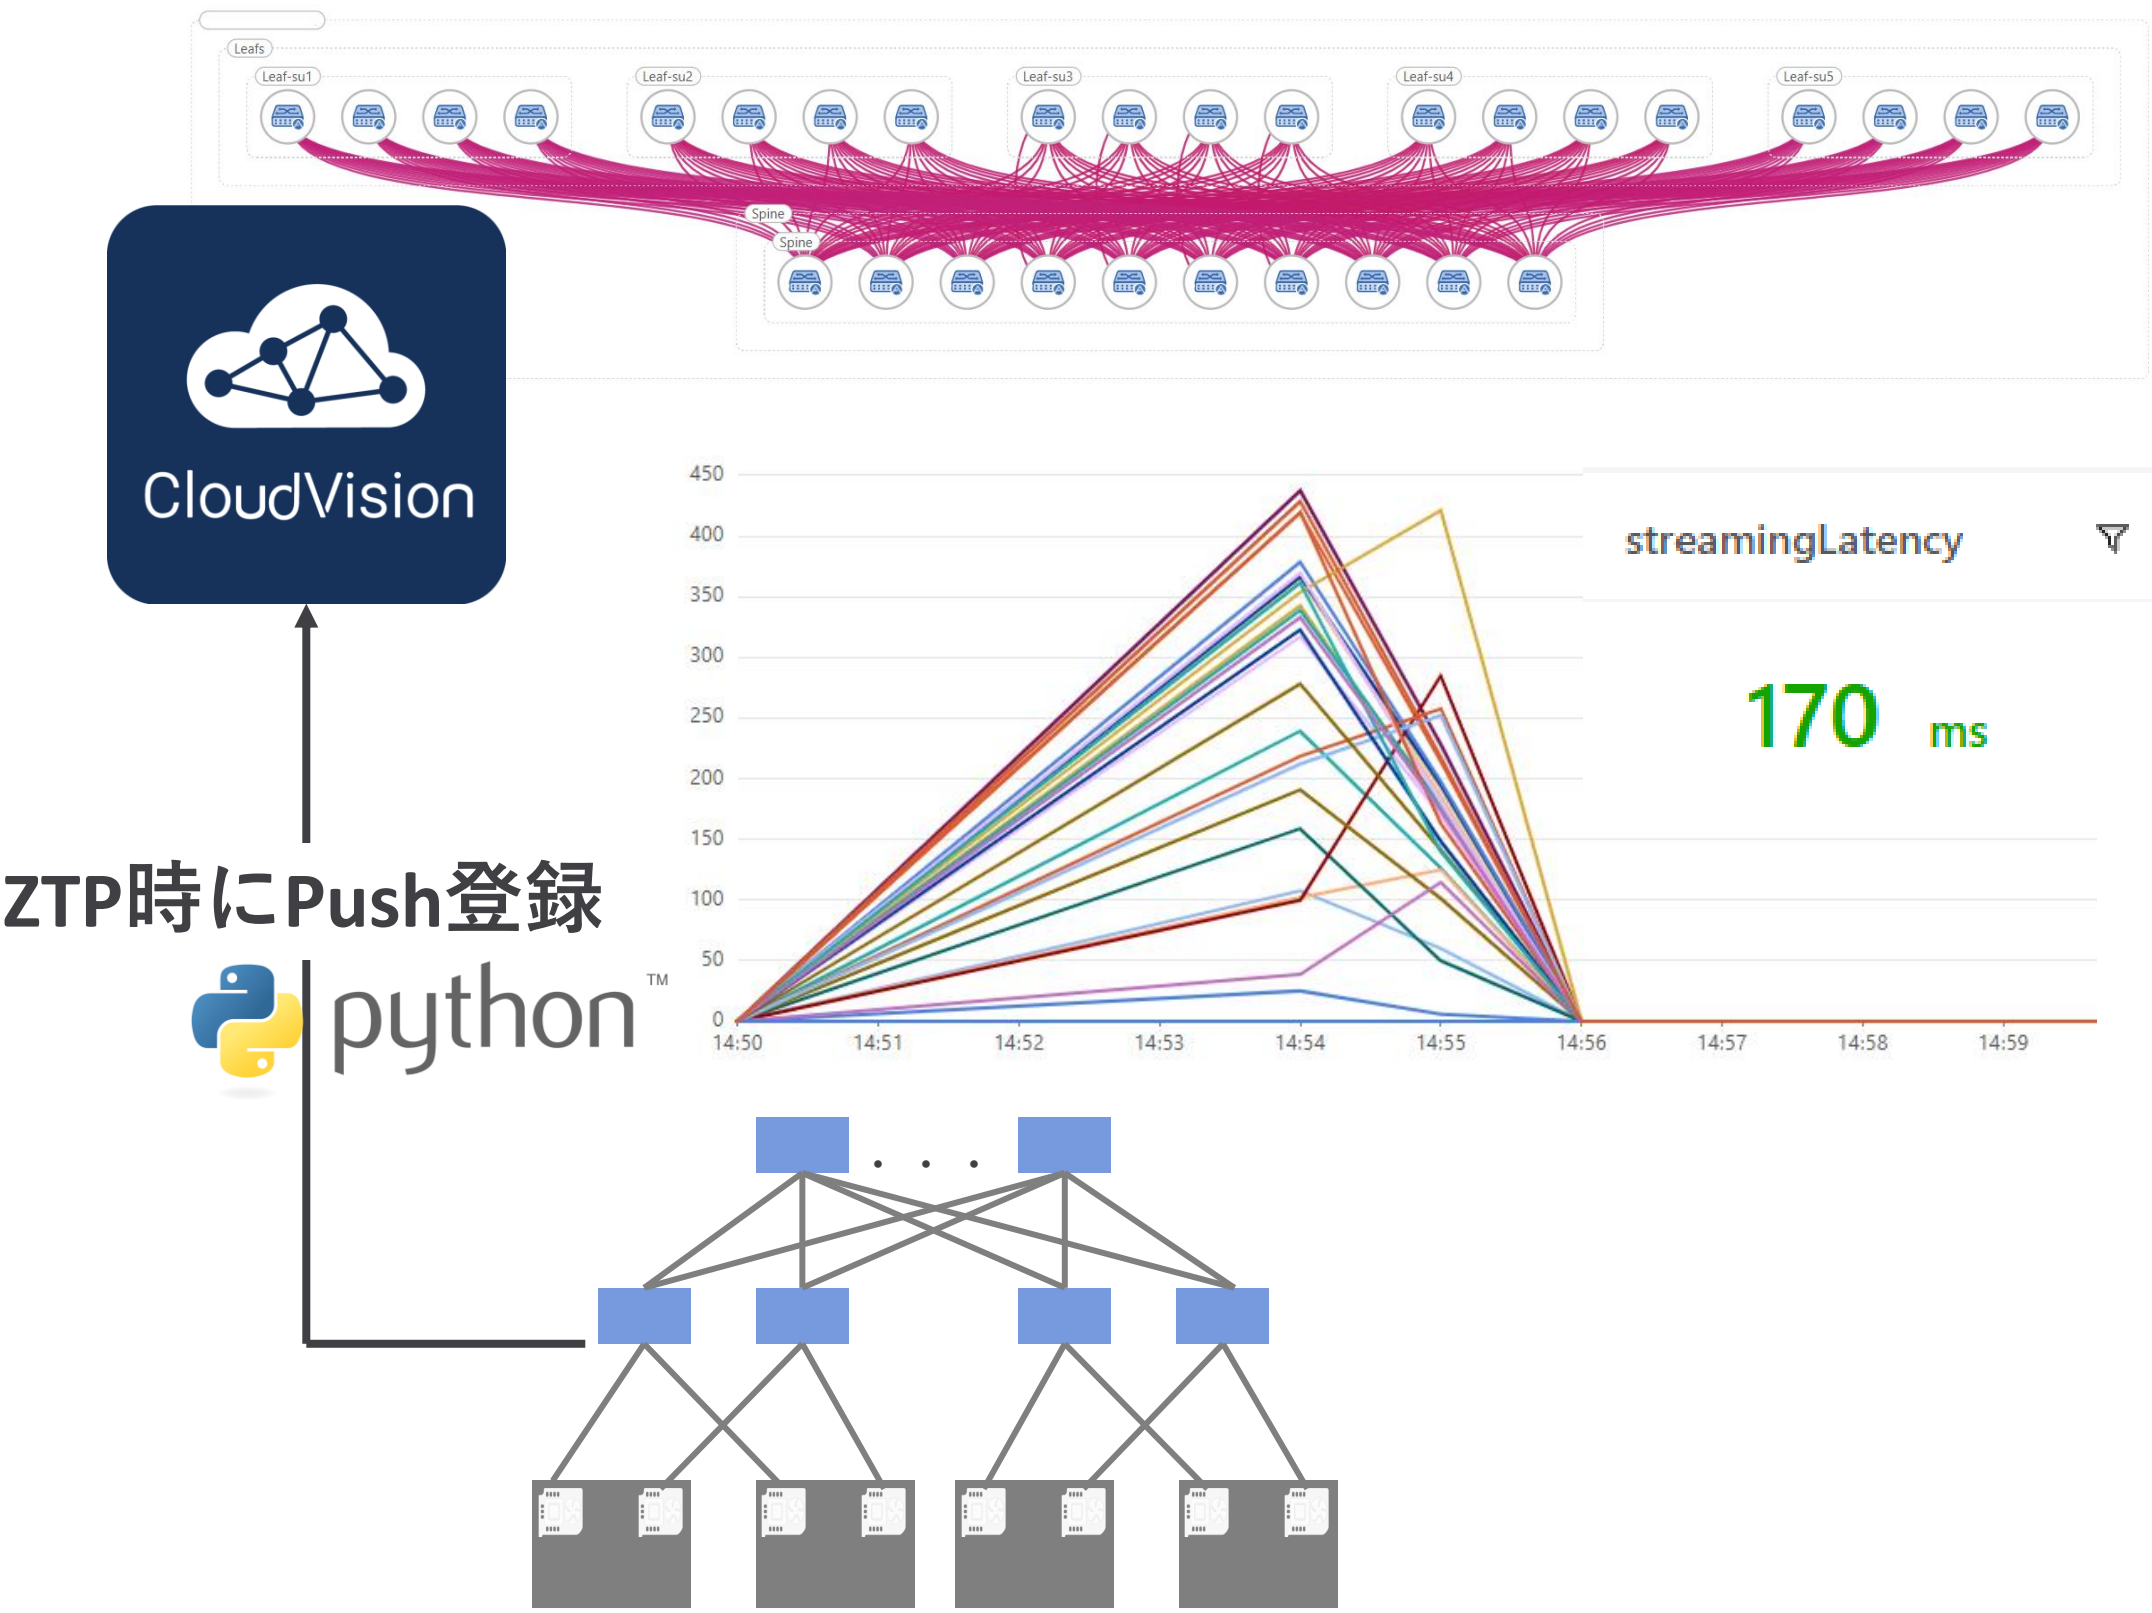 Leafs
Leaf-su1
Leaf-su2
Leaf-su3
Leaf-su4
Leaf-su5
Spine
Spine
CloudVision
450
400
350
300
250
200
150
100
50
0
14:50 14:51 14:52 14:53 14:54 14:55 14:56 14:57 14:58 14:59
streamingLatency
170 ms
ZTP時にPush登録
python™
. . .